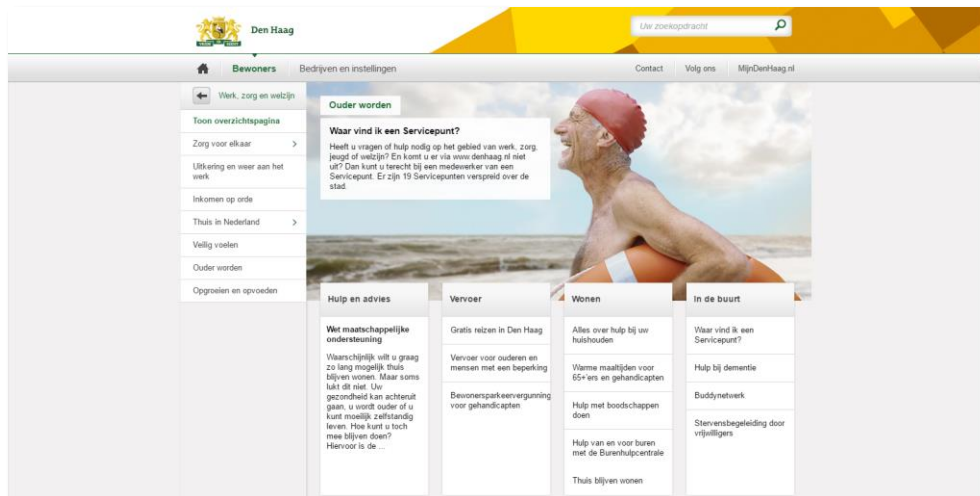 Den Haag
Uw zoekopdracht
Bewoners
Bedrijven en instellingen
Contact
Volg ons
MijnDenHaag.nl
Werk, zorg en welzijn
Toon overzichtspagina
Zorg voor elkaar
Uitkering en weer aan het
werk
Inkomen op orde
Thuis in Nederland
Veilig voelen
Ouder worden
Opgroeien en opvoeden
Ouder worden
Waar vind ik een Servicepunt?
Heeft u vragen of hulp nodig op het gebied van werk, zorg,
jeugd of welzijn? En komt u er via www.denhaag.nl niet
uit? Dan kunt u terecht bij een medewerker van een
Servicepunt. Er zijn 19 Servicepunten verspreid over de
stad.
Hulp en advies
Wet maatschappelijke
ondersteuning
Waarschijnlijk wilt u graag
zo lang mogelijk thuis
blijven wonen. Maar soms
lukt dit niet. Uw
gezondheid kan achteruit
gaan, u wordt ouder of u
kunt moeilijk zelfstandig
leven. Hoe kunt u toch
mee blijven doen?
Hiervoor is de ...
Vervoer
Gratis reizen in Den Haag
Vervoer voor ouderen en
mensen met een beperking
Bewonersparkeervergunning
voor gehandicapten
Wonen
Alles over hulp bij uw
huishouden
Warme maaltijden voor
65+'ers en gehandicapten
Hulp met boodschappen
doen
Hulp van en voor buren
met de Burenhulpcentrale
Thuis blijven wonen
In de buurt
Waar vind ik een
Servicepunt?
Hulp bij dementie
Buddynetwerk
Stervensbegeleiding door
vrijwilligers